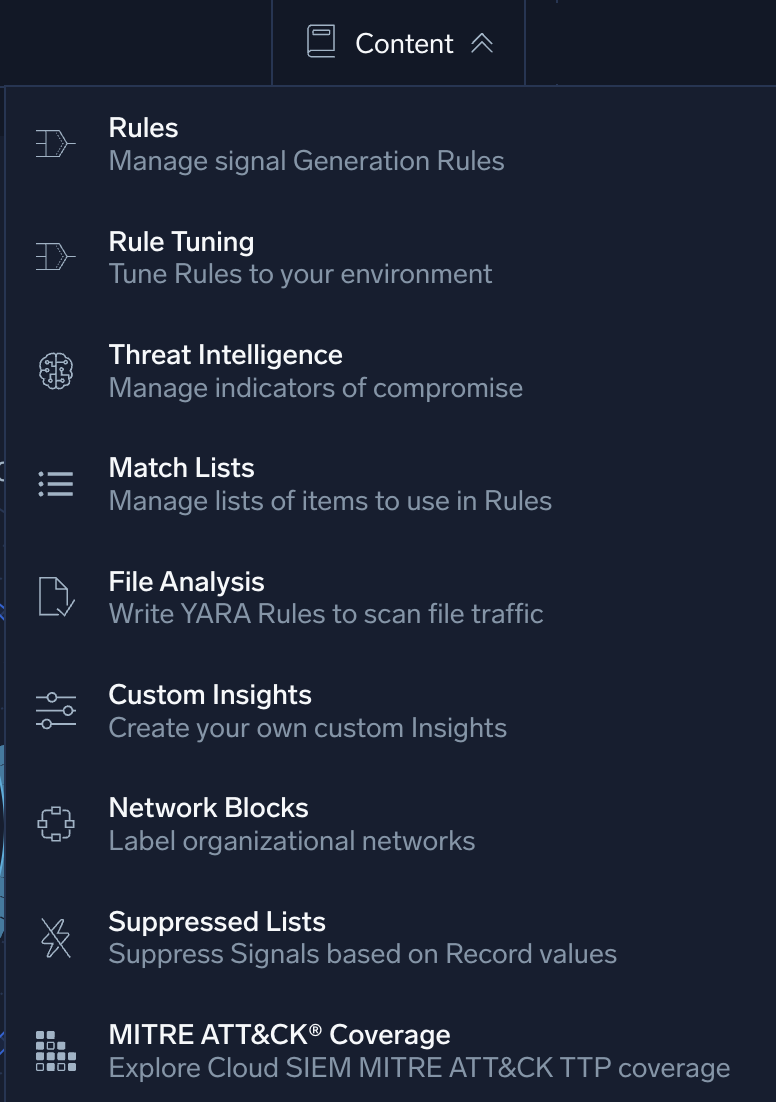 Content
Rules
Manage signal Generation Rules
Rule Tuning
Tune Rules to your environment
Threat Intelligence
Manage indicators of compromise
Match Lists
Manage lists of items to use in Rules
File Analysis
Write YARA Rules to scan file traffic
Custom Insights
Create your own custom Insights
Network Blocks
Label organizational networks
Suppressed Lists
Suppress Signals based on Record values
MITRE ATT&CK® Coverage
Explore Cloud SIEM MITRE ATT&CK TTP coverage